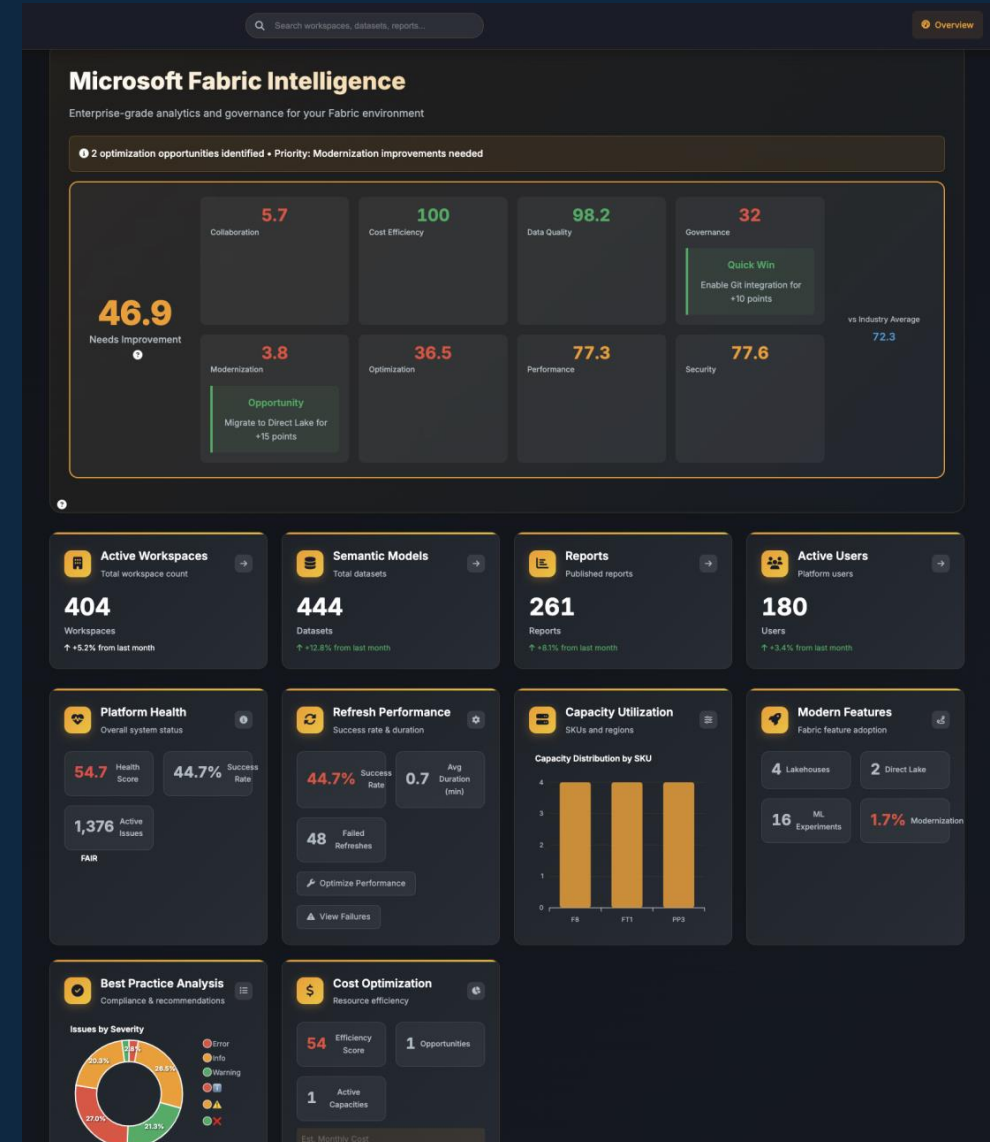 Search workspaces, datasets, reports...
Overview
Microsoft Fabric Intelligence
Enterprise-grade analytics and governance for your Fabric environment
2 optimization opportunities identified • Priority: Modernization improvements needed
46.9
Needs Improvement
5.7
Collaboration
100
Cost Efficiency
98.2
Data Quality
32
Governance
Quick Win
Enable Git integration for
+10 points
3.8
Modernization
Opportunity
Migrate to Direct Lake for
+15 points
36.5
Optimization
77.3
Performance
77.6
Security
vs Industry Average
72.3
Active Workspaces
Total workspace count
404
Workspaces
↑ +5.2% from last month
Semantic Models
Total datasets
444
Datasets
↑ +12.8% from last month
Reports
Published reports
261
Reports
↑ +8.1% from last month
Active Users
Platform users
180
Users
↑ +3.4% from last month
Platform Health
Overall system status
54.7 Health
Score
44.7% Success
Rate
1,376 Active
Issues
FAIR
Refresh Performance
Success rate & duration
44.7% Success
Rate
0.7 Avg
Duration
(min)
48 Failed
Refreshes
Optimize Performance
View Failures
Capacity Utilization
SKUs and regions
Capacity Distribution by SKU
4
3
2
1
0
F8
FT1
PP3
Modern Features
Fabric feature adoption
4 Lakehouses
2 Direct Lake
16 ML
Experiments
1.7% Modernization
Best Practice Analysis
Compliance & recommendations
Issues by Severity
20.3%
26.5%
27.0%
21.3%
Error
Info
Warning
Cost Optimization
Resource efficiency
54 Efficiency
Score
1 Opportunities
1 Active
Capacities
Est. Monthly Cost